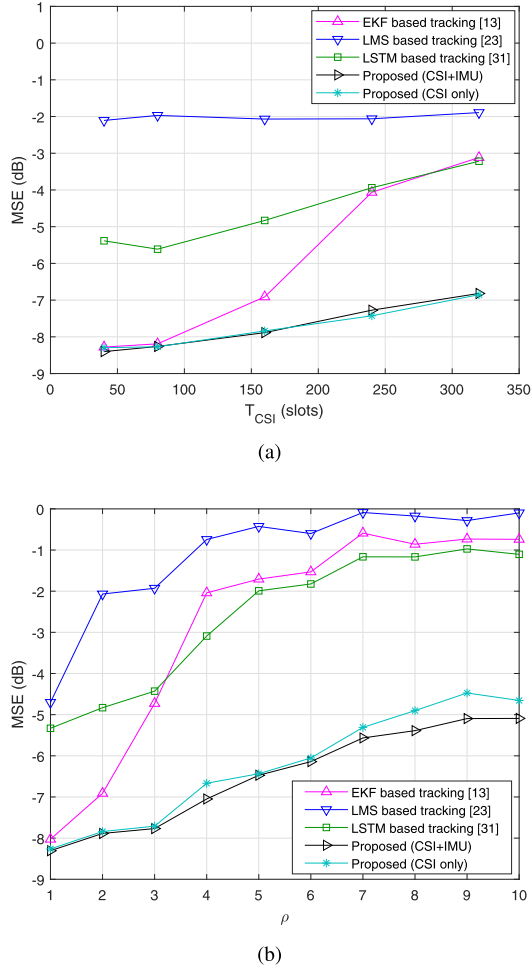 1
0
-1
-2
-3
-4
-5
-6
-7
-8
-9
MSE (dB)
EKF based tracking [13]
LMS based tracking [23]
LSTM based tracking [31]
Proposed (CSI+IMU)
Proposed (CSI only)
0 50 100 150 200 250 300 350
T_CSI (slots)
(a)
0
-1
-2
-3
-4
-5
-6
-7
-8
-9
MSE (dB)
EKF based tracking [13]
LMS based tracking [23]
LSTM based tracking [31]
Proposed (CSI+IMU)
Proposed (CSI only)
1 2 3 4 5 6 7 8 9 10
ρ
(b)